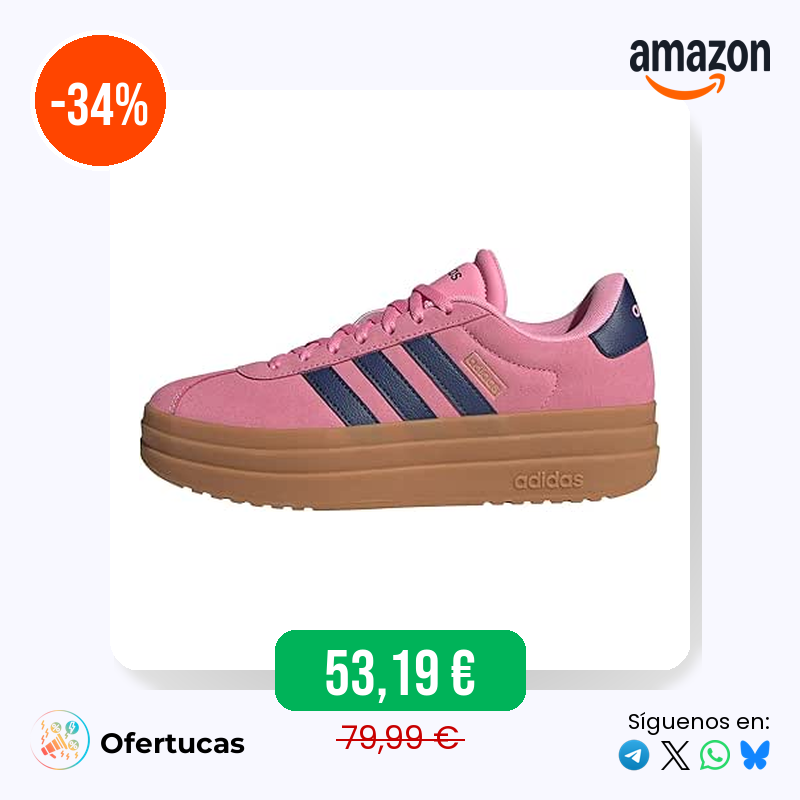 -34%
amazon
adidas
adidas
53,19 €
79,99 €
Ofertucas
Síguenos en: